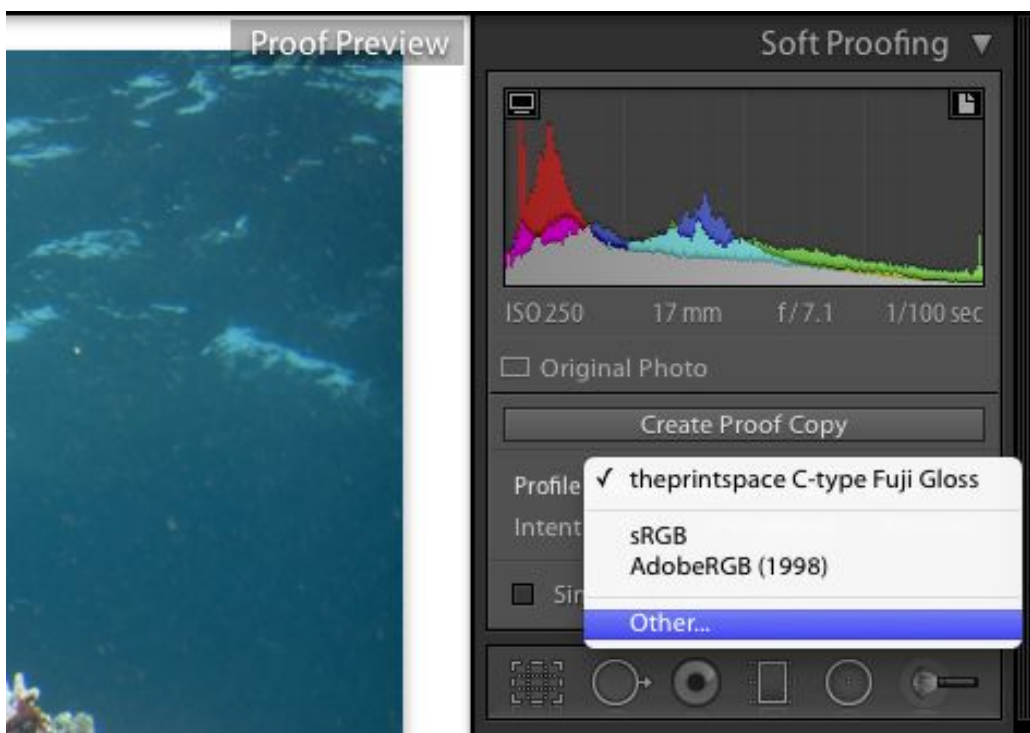 Proof Preview
Soft Proofing
ISO 250 17 mm f/7.1 1/100 sec
Original Photo
Create Proof Copy
Profile
✓ theprintspace C-type Fuji Gloss
Intent
sRGB
AdobeRGB (1998)
Other...